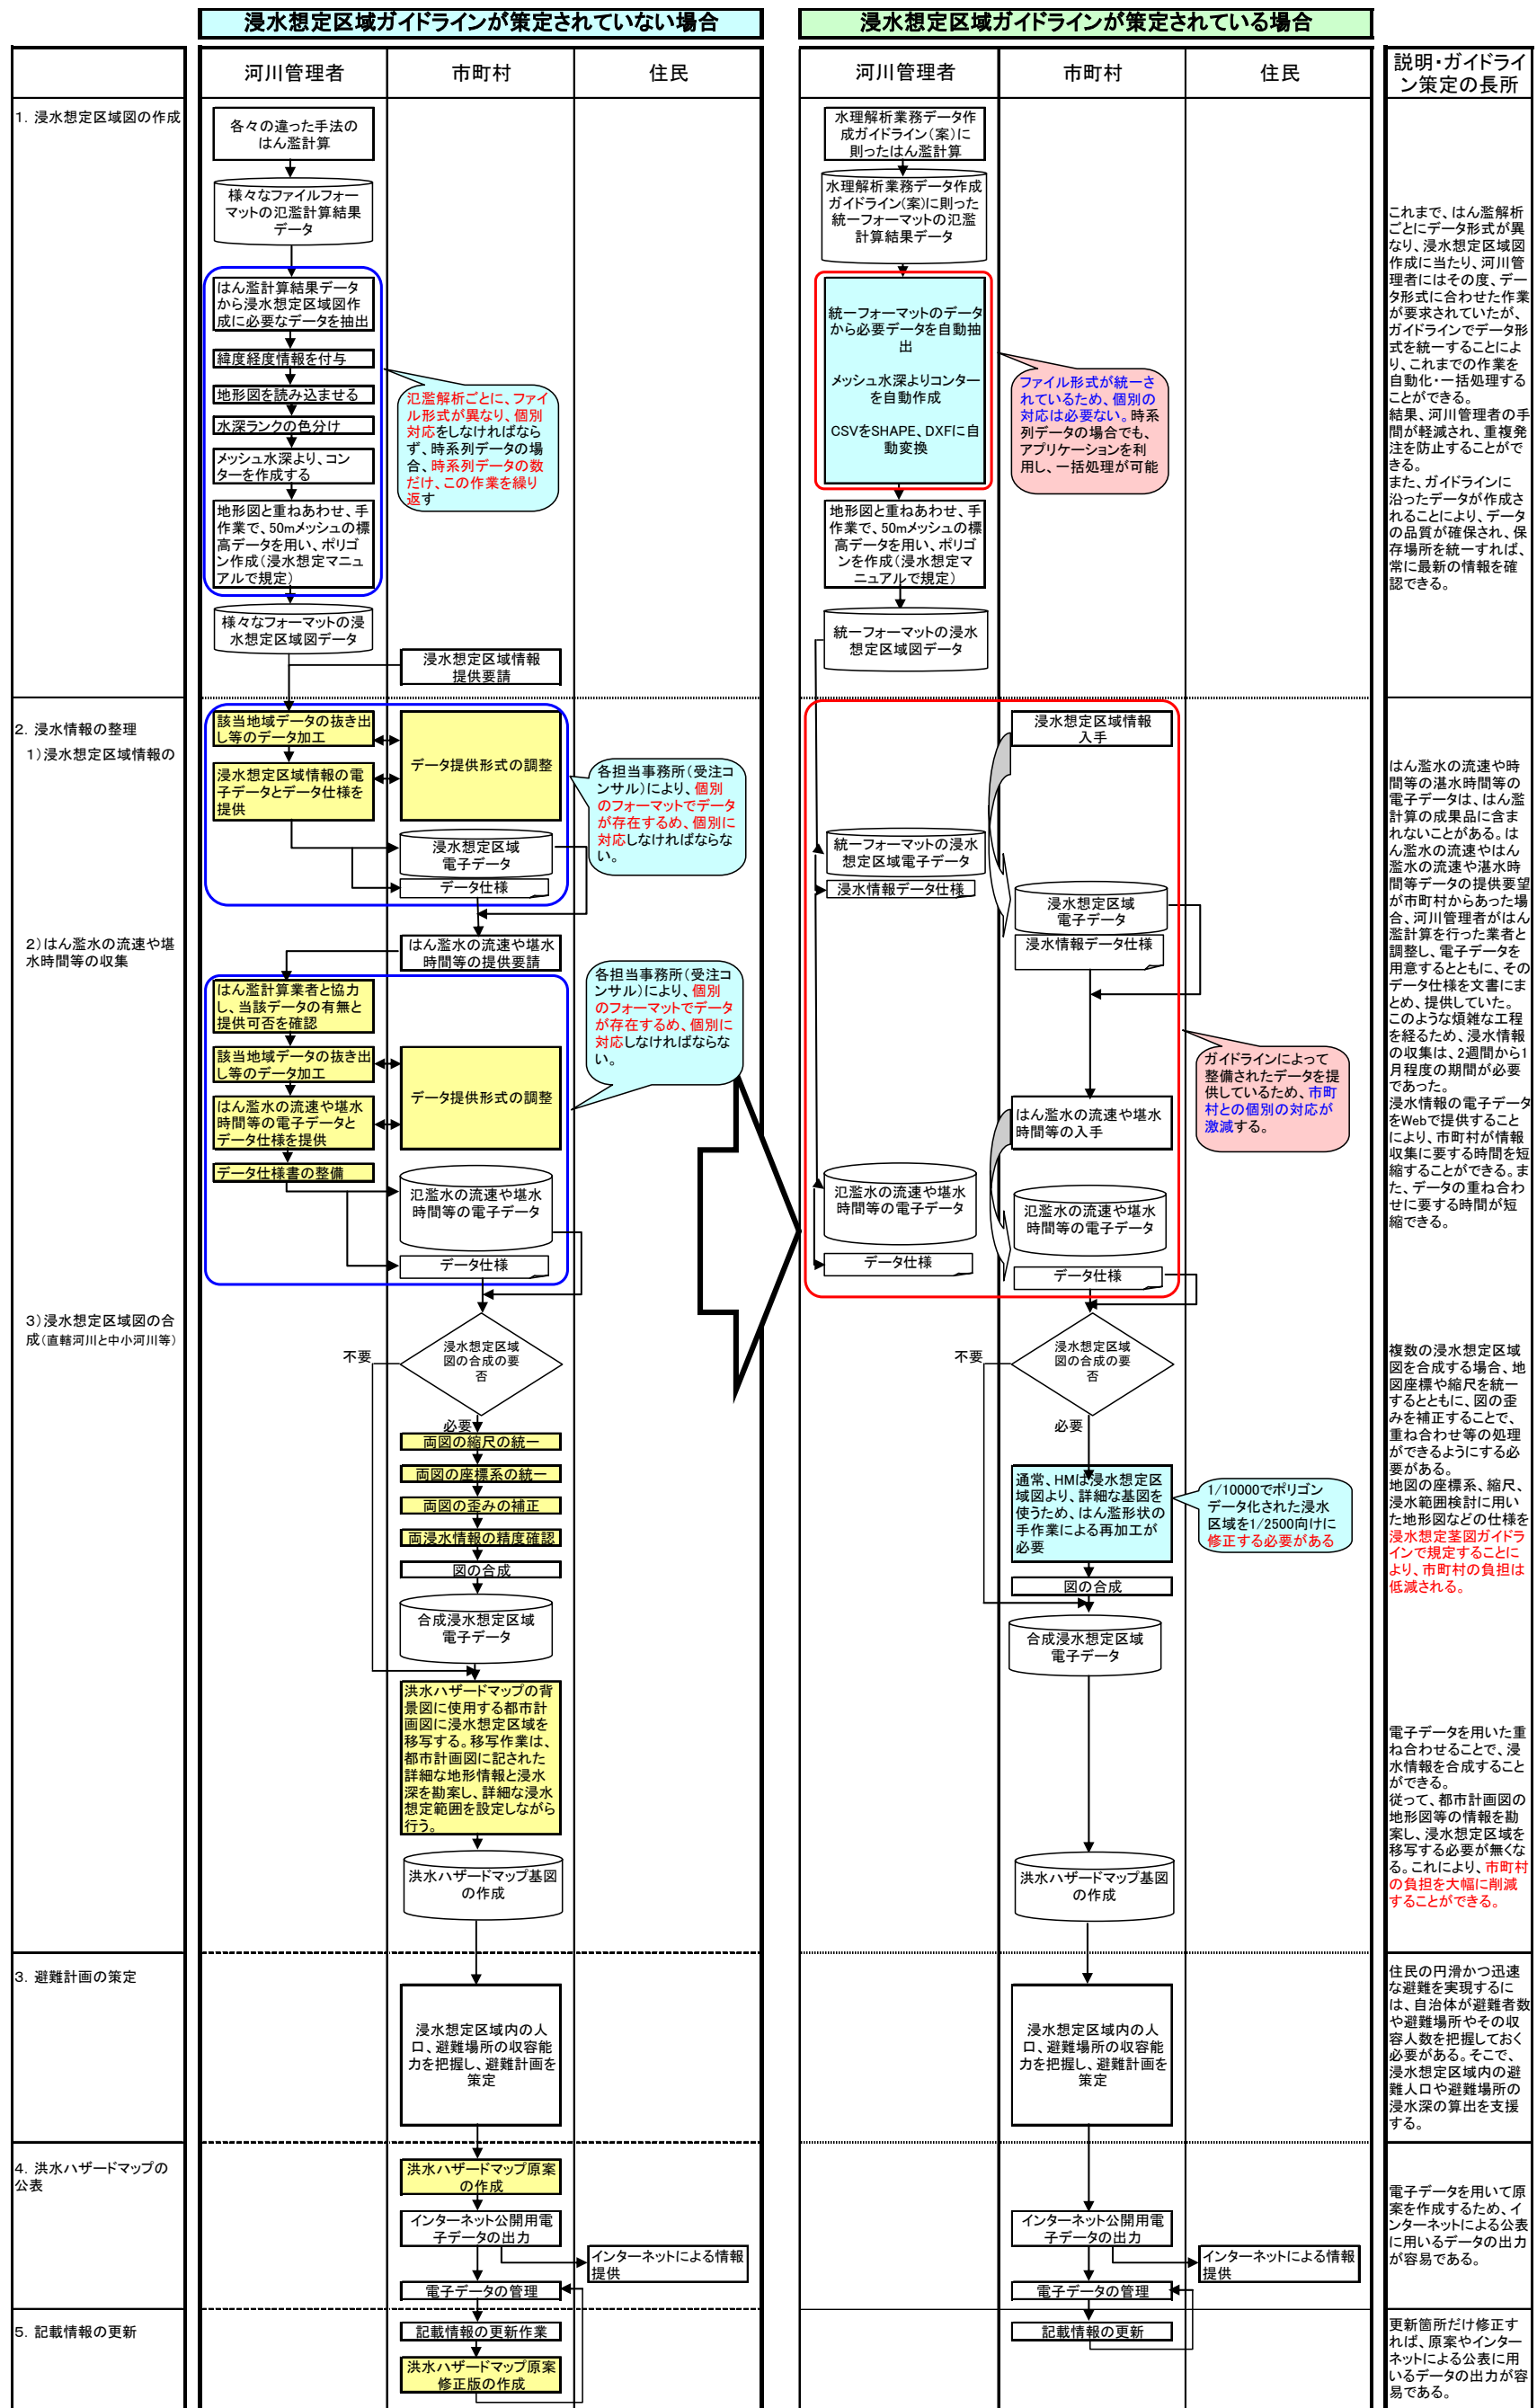 浸水想定区域ガイドラインが策定されていない場合
浸水想定区域ガイドラインが策定されている場合
河川管理者
市町村
住民
河川管理者
市町村
住民
説明・ガイドライ
ン策定の長所
1. 浸水想定区域図の作成
各々の違った手法の
はん濫計算
様々なファイルフォー
マットの氾濫計算結果
データ
はん濫計算結果データ
から浸水想定区域図作
成に必要なデータを抽出
緯度経度情報を付与
地形図を読み込ませる
水深ランクの色分け
メッシュ水深より、コン
ターを作成する
地形図と重ねあわせ、手
作業で、50mメッシュの標
高データを用い、ポリゴ
ン作成(浸水想定マニュ
アルで規定)
様々なフォーマットの浸
水想定区域図データ
氾濫解析ごとに、ファイ
ル形式が異なり、個別
対応をしなければなら
ず、時系列データの場
合、時系列データの数
だけ、この作業を繰り
返す
浸水想定区域情報
提供要請
水理解析業務データ作
成ガイドライン(案)に
則ったはん濫計算
水理解析業務データ作成
ガイドライン(案)に則った
統一フォーマットの氾濫
計算結果データ
統一フォーマットのデータ
から必要データを自動抽
出
メッシュ水深よりコンター
を自動作成
CSVをSHAPE、DXFに自
動変換
地形図と重ねあわせ、手
作業で、50mメッシュの標
高データを用い、ポリゴ
ンを作成(浸水想定マ
ニュアルで規定)
統一フォーマットの浸水
想定区域図データ
ファイル形式が統一さ
れているため、個別の
対応は必要ない。時系
列データの場合でも、
アプリケーションを利
用し、一括処理が可能
これまで、はん濫解析
ごとにデータ形式が異
なり、浸水想定区域図
作成に当たり、河川管
理者にはその度、デー
タ形式に合わせた作業
が要求されていたが、
ガイドラインでデータ形
式を統一することによ
り、これまでの作業を
自動化・一括処理する
ことができる。
結果、河川管理者の手
間が軽減され、重複発
注を防止することがで
きる。
また、ガイドラインに
沿ったデータが作成さ
れることにより、データ
の品質が確保され、保
存場所を統一すれば、
常に最新の情報を確
認できる。
2. 浸水情報の整理
1)浸水想定区域情報の
該当地域データの抜き出
し等のデータ加工
浸水想定区域情報の電
子データとデータ仕様を
提供
データ提供形式の調整
浸水想定区域
電子データ
データ仕様
各担当事務所(受注コ
ンサル)により、個別
のフォーマットでデータ
が存在するめ、個別に
対応しなければならな
い。
浸水想定区域情報
入手
統一フォーマットの浸水
想定区域電子データ
浸水情報データ仕様
浸水想定区域
電子データ
浸水情報データ仕様
はん濫水の流速や時
間等の湛水時間等の
電子データは、はん濫
計算の成果品に含ま
れないことがある。は
ん濫水の流速やはん
濫水の流速や湛水時
間等データの提供要望
が市町村からあった場
合、河川管理者がはん
濫計算を行った業者と
調整し、電子データを
用意するとともに、その
データ仕様を文書にま
とめ、提供していた。
このような煩雑な工程
を経るため、浸水情報
の収集は、2週間から1
月程度の期間が必要
であった。
浸水情報の電子データ
をWebで提供すること
により、市町村が情報
収集に要する時間を短
縮することができる。ま
た、データの重ね合わ
せに要する時間が短
縮できる。
2)はん濫水の流速や堪
水時間等の収集
はん濫水の流速や堪水
時間等の提供要請
はん濫計算業者と協力
し、当該データの有無と
提供可否を確認
該当地域データの抜き出
し等のデータ加工
はん濫水の流速や堪水
時間等の電子データと
データ仕様を提供
データ仕様書の整備
データ提供形式の調整
氾濫水の流速や堪水
時間等の電子データ
データ仕様
各担当事務所(受注コ
ンサル)により、個別
のフォーマットでデータ
が存在するめ、個別に
対応しなければならな
い。
はん濫水の流速や堪水
時間等の入手
氾濫水の流速や堪水
時間等の電子データ
データ仕様
氾濫水の流速や堪水
時間等の電子データ
データ仕様
ガイドラインによって
整備されたデータを提
供しているため、市町
村との個別の対応が
激減する。
3)浸水想定区域図の合
成(直轄河川と中小河川等)
浸水想定区域
図の合成の要
否
不要
必要
両図の縮尺の統一
両図の座標系の統一
両図の歪みの補正
両浸水情報の精度確認
図の合成
合成浸水想定区域
電子データ
洪水ハザードマップの背
景図に使用する都市計
画図に浸水想定区域を
移写する。移写作業は、
都市計画図に記された
詳細な地形情報と浸水
深を勘案し、詳細な浸水
想定範囲を設定しながら
行う。
洪水ハザードマップ基図
の作成
浸水想定区域
図の合成の要
否
不要
必要
通常、HMは浸水想定区
域図より、詳細な基図を
使うため、はん濫形状の
手作業による再加工が
必要
1/10000でポリゴン
データ化された浸水
区域を1/2500向けに
修正する必要がある
図の合成
合成浸水想定区域
電子データ
洪水ハザードマップ基図
の作成
複数の浸水想定区域
図を合成する場合、地
図座標や縮尺を統一
するとともに、図の歪
みを補正することで、
重ね合わせ等の処理
ができるようにする必
要がある。
地図の座標系、縮尺、
浸水範囲検討に用い
た地形図などの仕様を
浸水想定茎図ガイドラ
インで規定することに
より、市町村の負担は
低減される。
電子データを用いた重
ね合わせることで、浸
水情報を合成すること
ができる。
従って、都市計画図の
地形図等の情報を勘
案し、浸水想定区域を
移写する必要が無くな
る。これにより、市町村
の負担を大幅に削減
することができる。
3. 避難計画の策定
浸水想定区域内の人
口、避難場所の収容能
力を把握し、避難計画を
策定
浸水想定区域内の人
口、避難場所の収容能
力を把握し、避難計画を
策定
住民の円滑かつ迅速
な避難を実現するに
は、自治体が避難者数
や避難場所やその収
容人数を把握しておく
必要がある。そこで、
浸水想定区域内の避
難人口や避難場所の
浸水深の算出を支援
する。
4. 洪水ハザードマップの
公表
洪水ハザードマップ原案
の作成
インターネット公開用電
子データの出力
インターネットによる情報
提供
電子データの管理
インターネット公開用電
子データの出力
インターネットによる情報
提供
電子データの管理
電子データを用いて原
案を作成するため、イ
ンターネットによる公表
に用いるデータの出力
が容易である。
5. 記載情報の更新
記載情報の更新作業
洪水ハザードマップ原案
修正版の作成
記載情報の更新
更新箇所だけ修正す
れば、原案やインター
ネットによる公表に用
いるデータの出力が容
易である。